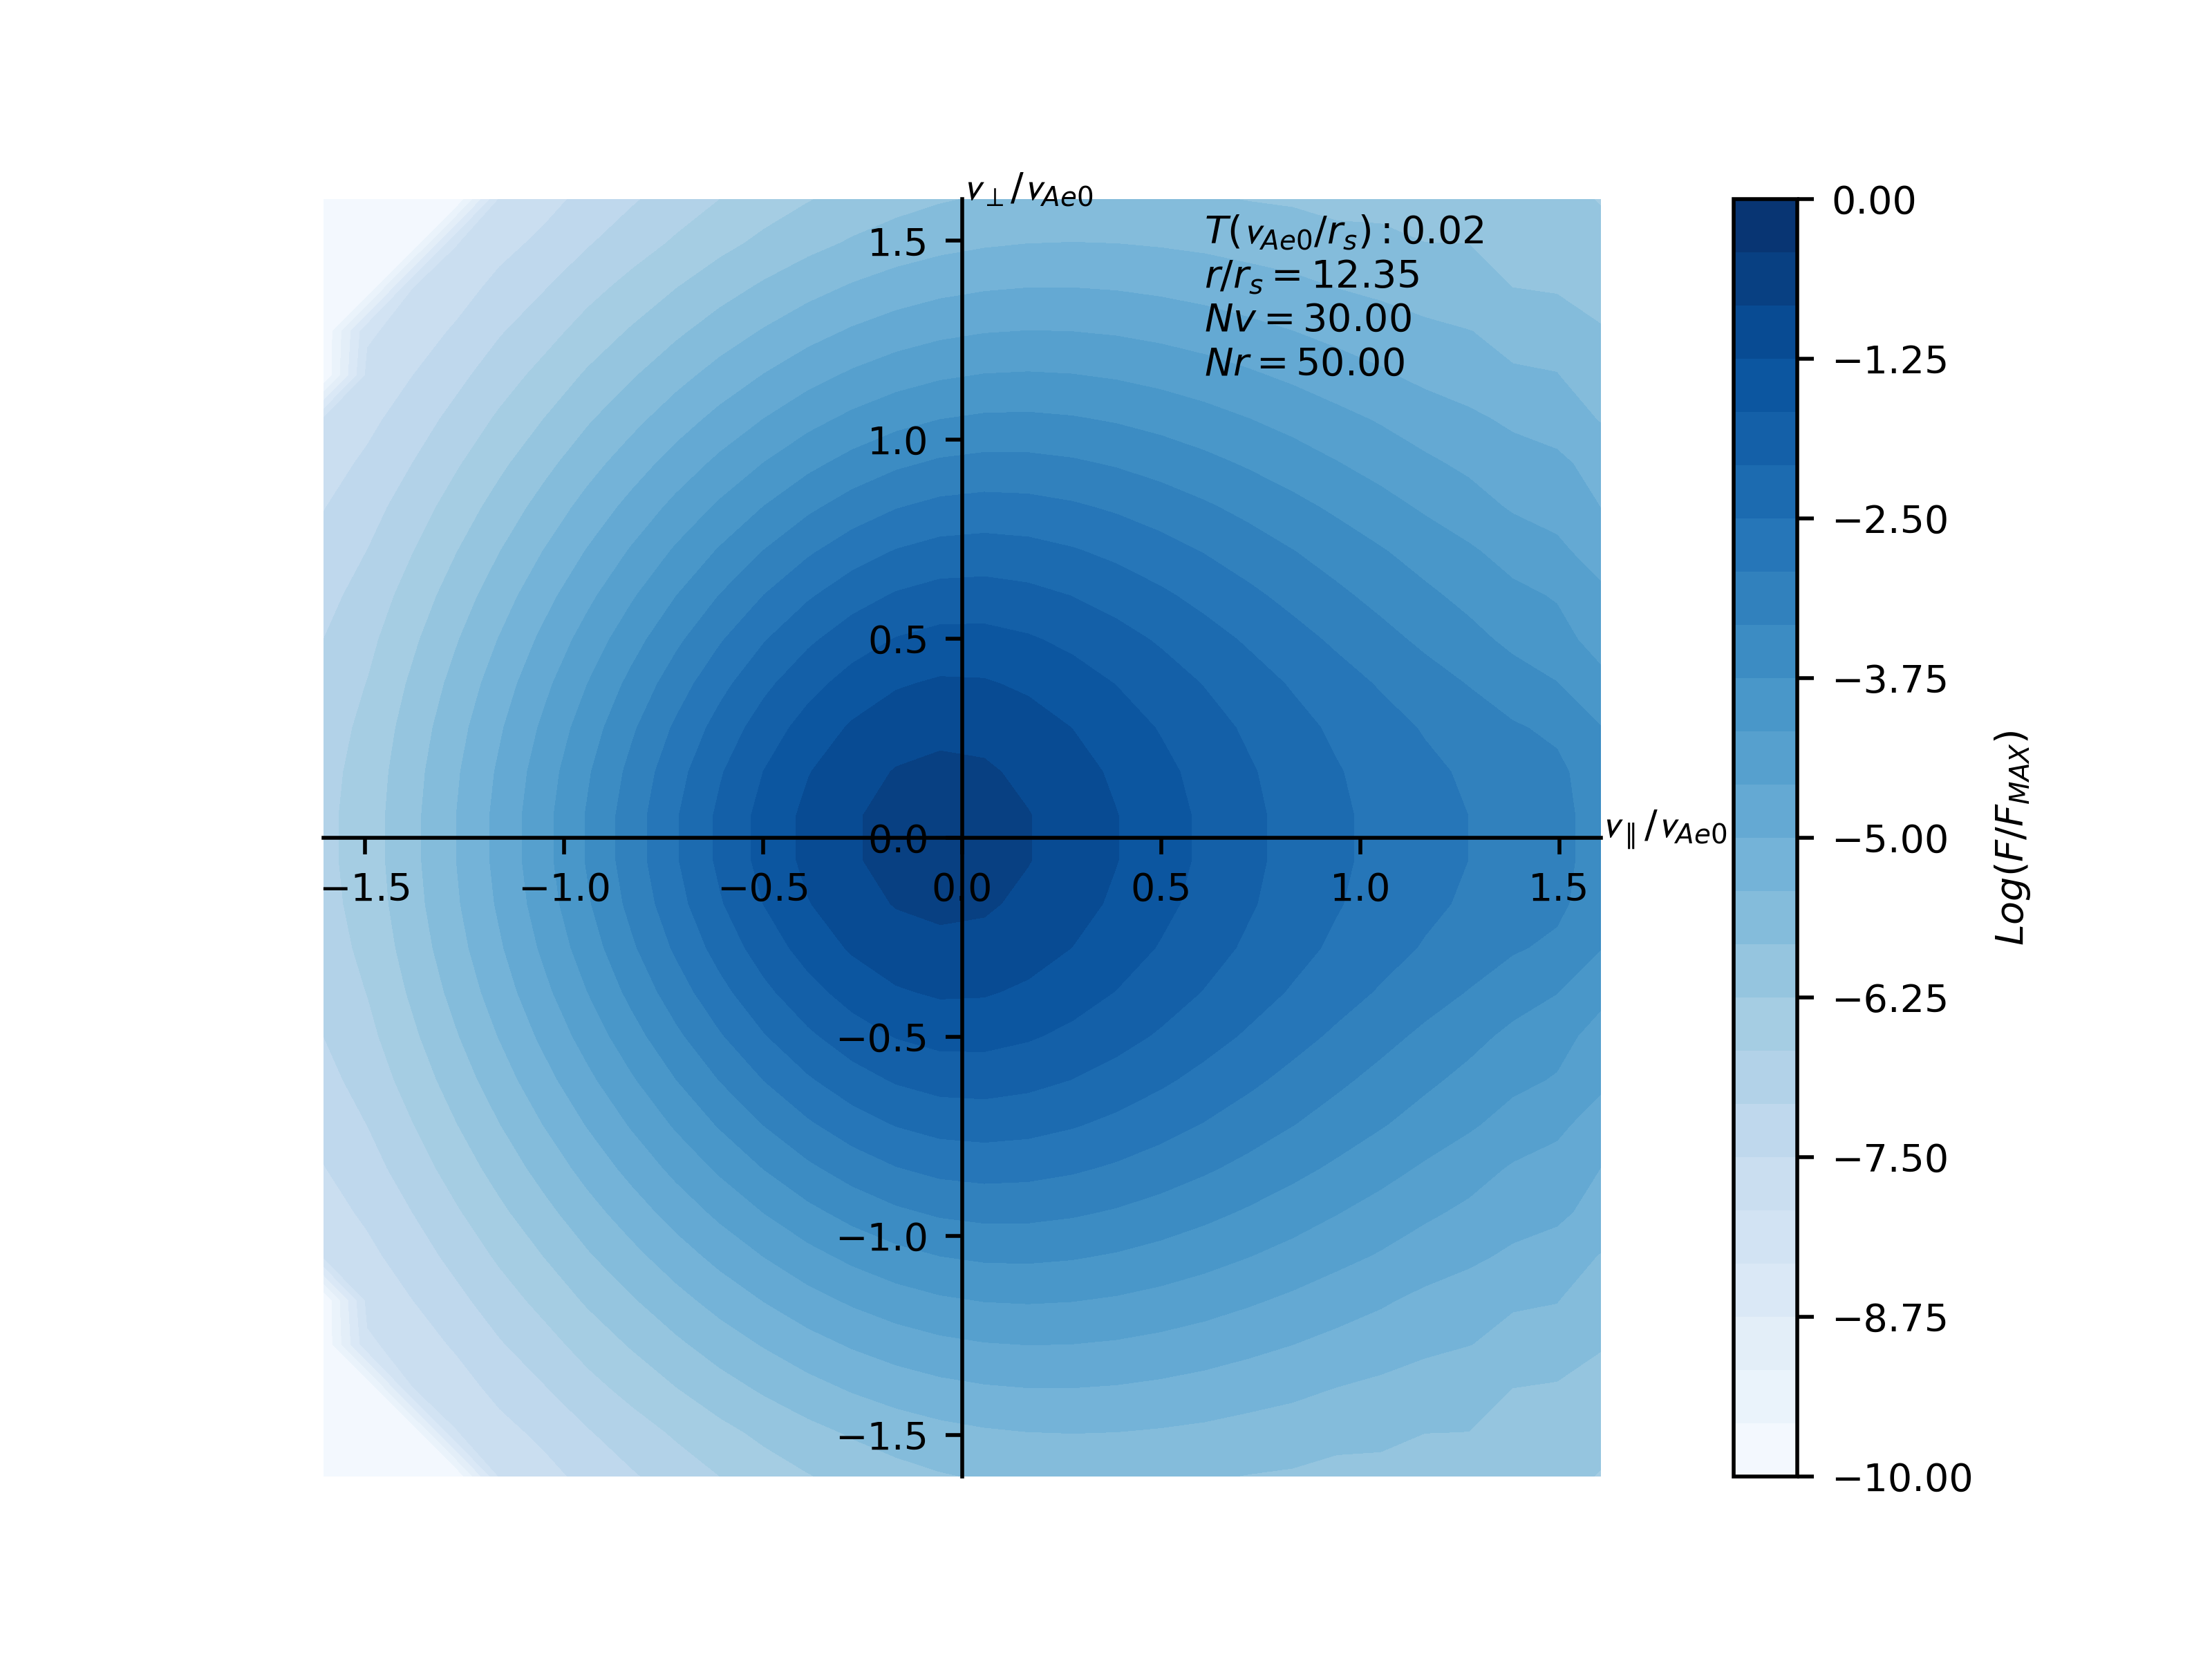 v⊥/vAe0
T(vAe0/rs) : 0.02
r/rs = 12.35
Nv = 30.00
Nr = 50.00
1.5
1.0
0.5
0.0
−0.5
−1.0
−1.5
−1.5 −1.0 −0.5 0.0 0.5 1.0 1.5
v∥/vAe0
0.00
−1.25
−2.50
−3.75
−5.00
−6.25
−7.50
−8.75
−10.00
Log(F/FMAX)